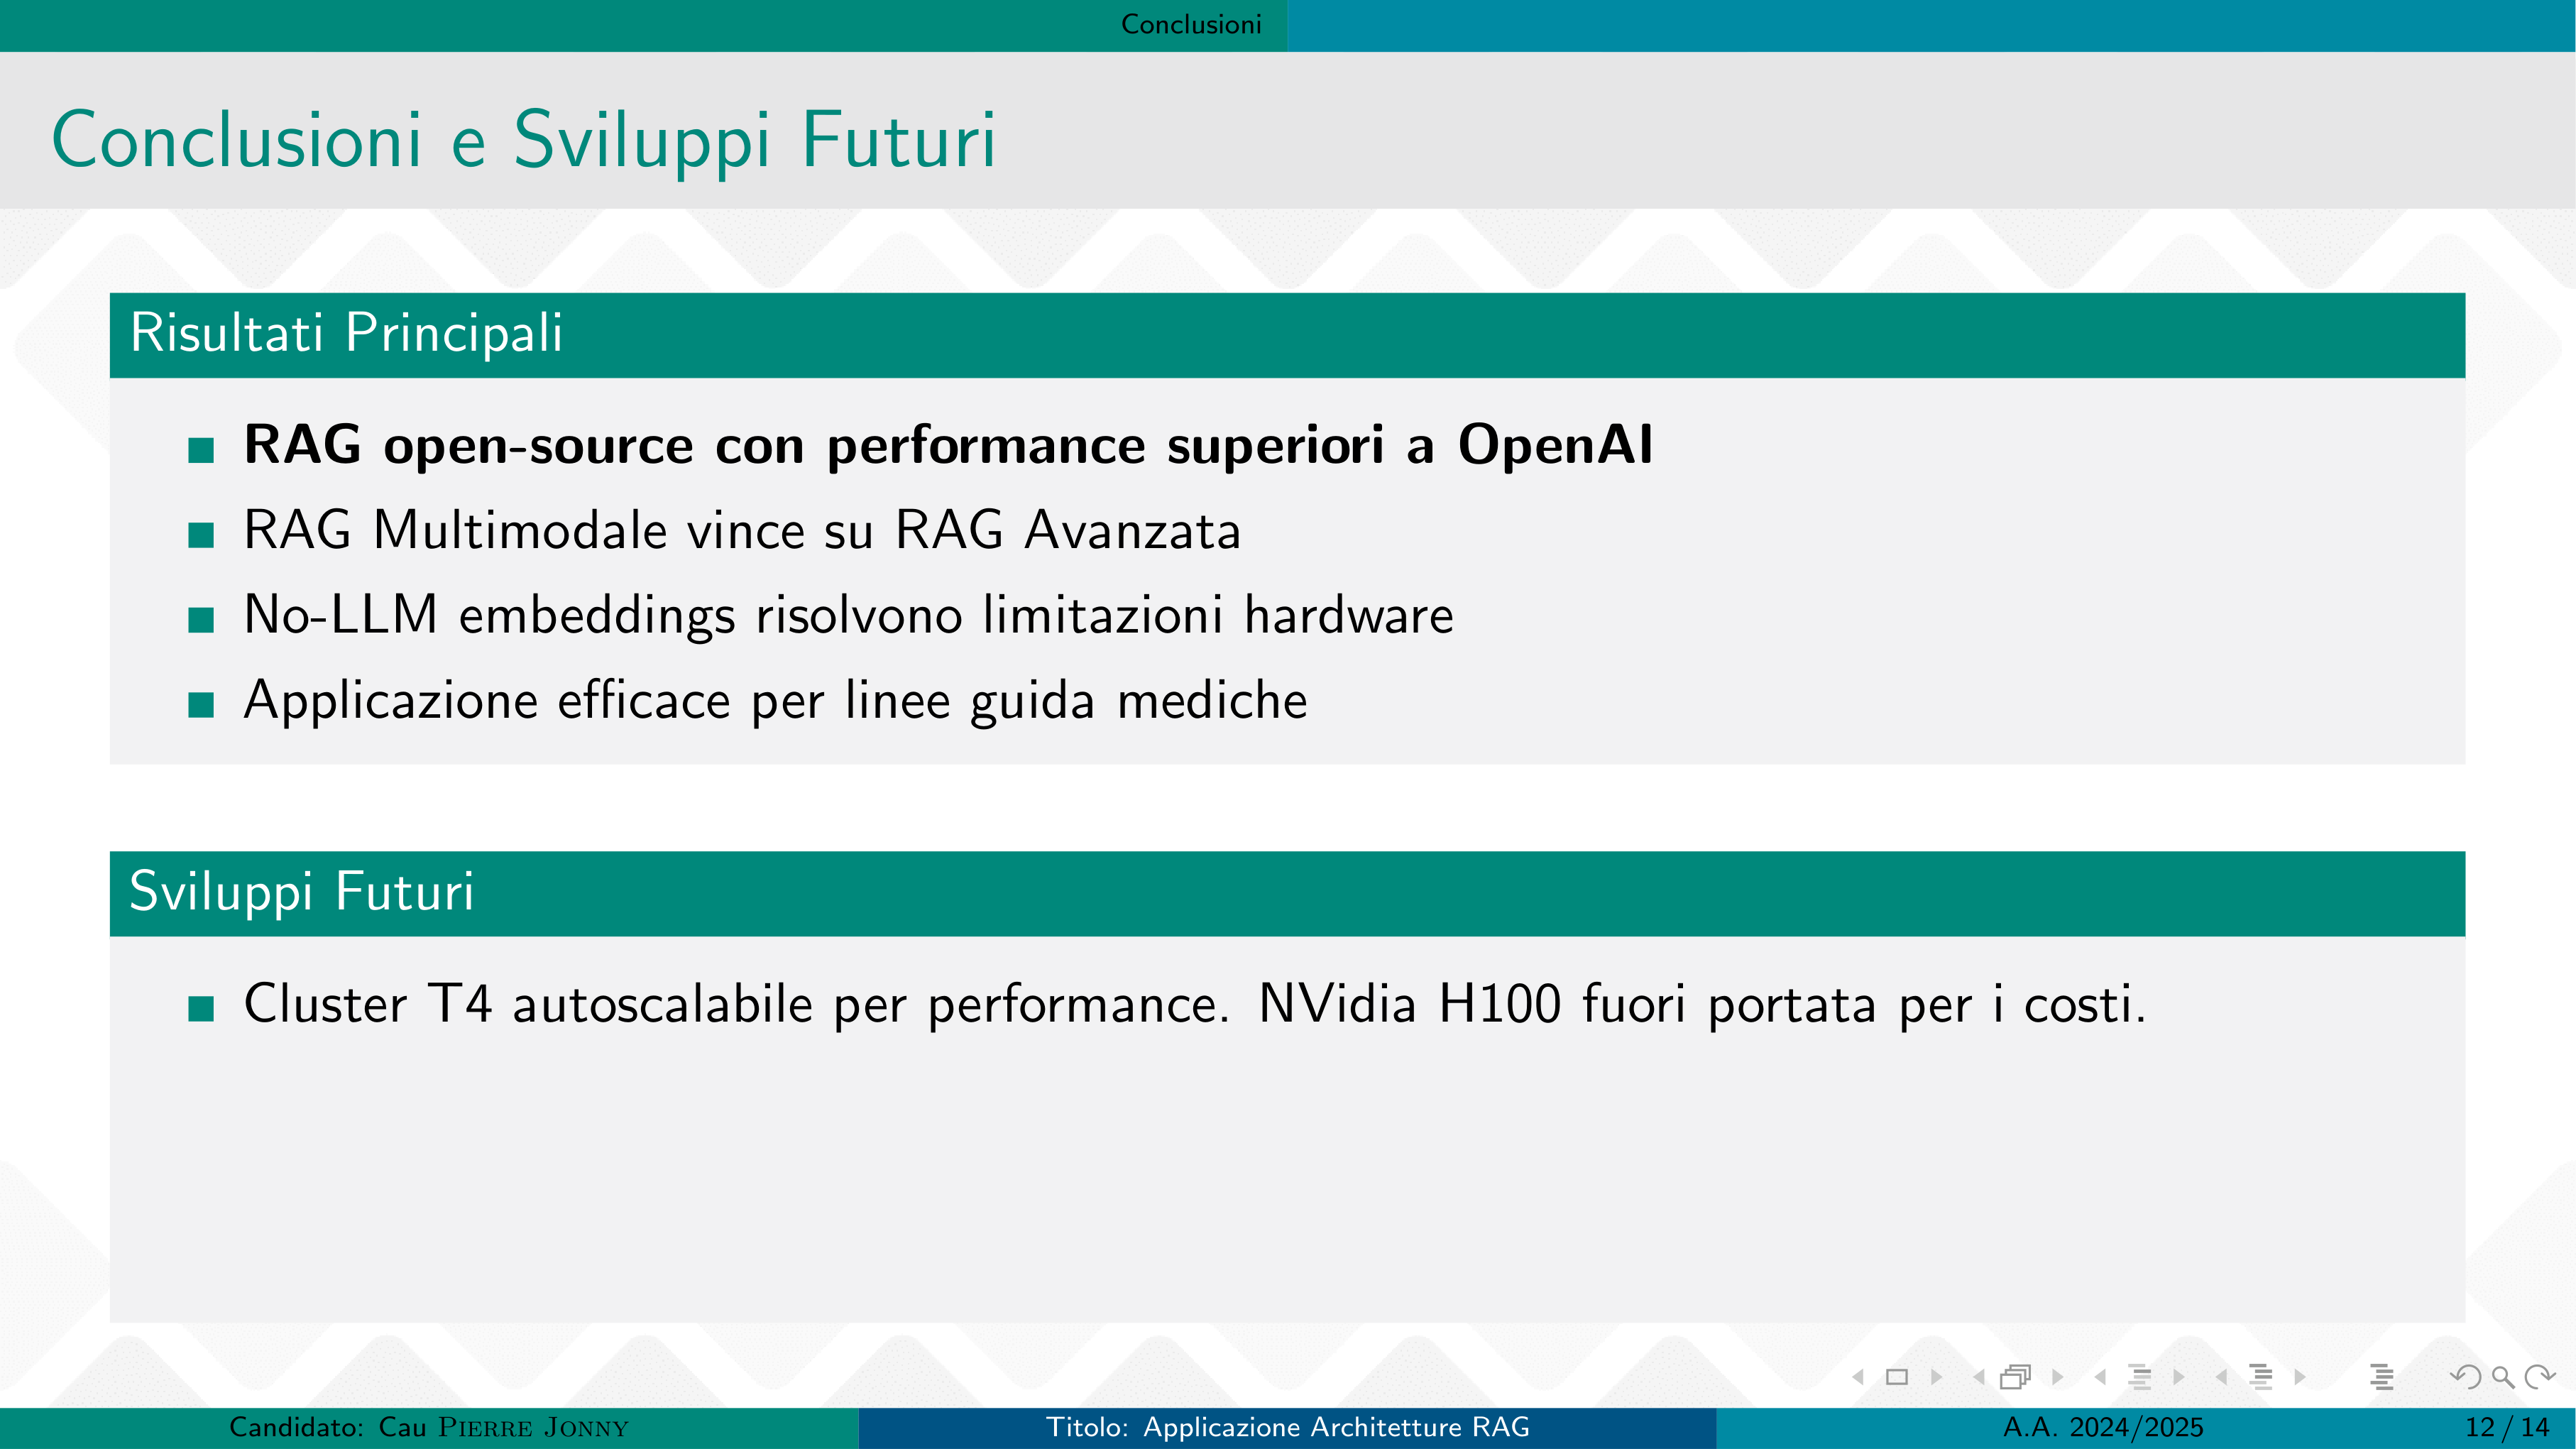 Conclusioni
Conclusioni e Sviluppi Futuri
Risultati Principali
RAG open-source con performance superiori a OpenAI
RAG Multimodale vince su RAG Avanzata
No-LLM embeddings risolvono limitazioni hardware
Applicazione efficace per linee guida mediche
Sviluppi Futuri
Cluster T4 autoscalabile per performance. NVidia H100 fuori portata per i costi.
Candidato: Cau Pierre Jonny
Titolo: Applicazione Architetture RAG
A.A. 2024/2025
12 / 14